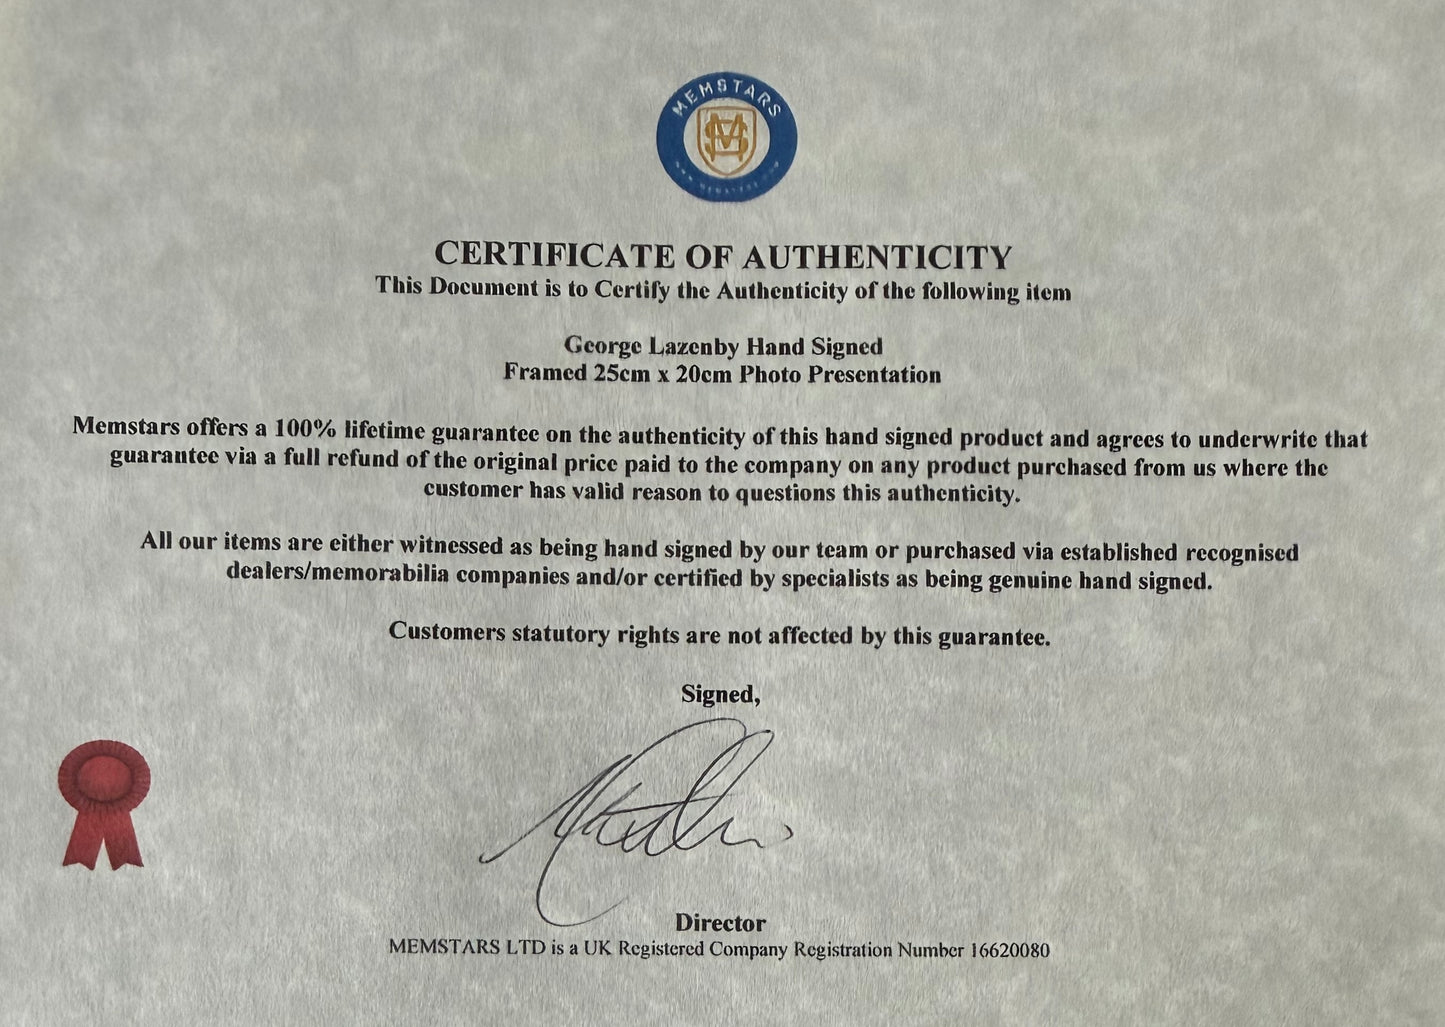 MEMSTARS
MS
CERTIFICATE OF AUTHENTICITY
This Document is to Certify the Authenticity of the following item
George Lazenby Hand Signed
Framed 25cm x 20cm Photo Presentation
Memstars offers a 100% lifetime guarantee on the authenticity of this hand signed product and agrees to underwrite that
guarantee via a full refund of the original price paid to the company on any product purchased from us where the
customer has valid reason to questions this authenticity.
All our items are either witnessed as being hand signed by our team or purchased via established recognised
dealers/memorabilia companies and/or certified by specialists as being genuine hand signed.
Customers statutory rights are not affected by this guarantee.
Signed,
Director
MEMSTARS LTD is a UK Registered Company Registration Number 16620080